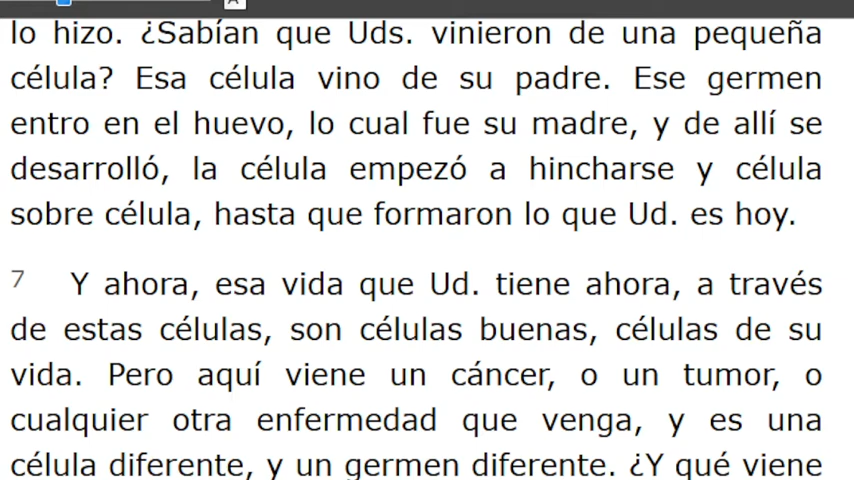 lo hizo. ¿Sabían que Uds. vinieron de una pequeña
célula? Esa célula vino de su padre. Ese germen
entro en el huevo, lo cual fue su madre, y de allí se
desarrolló, la célula empezó a hincharse y célula
sobre célula, hasta que formaron lo que Ud. es hoy.
7 Y ahora, esa vida que Ud. tiene ahora, a través
de estas células, son células buenas, células de su
vida. Pero aquí viene un cáncer, o un tumor, o
cualquier otra enfermedad que venga, y es una
célula diferente, y un germen diferente. ¿Y qué viene